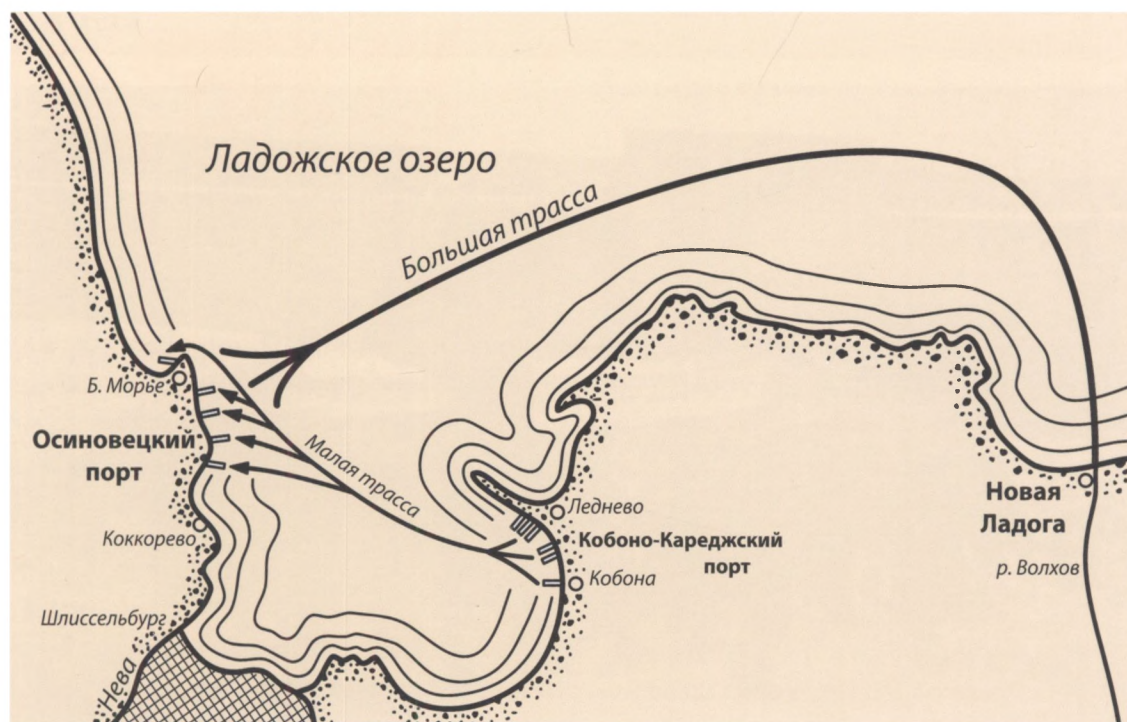 Ладожское озеро
Большая трасса
Б. Морье
Осиновецкий
порт
Малая трасса
Коккорево
Леднево
Кобоно-Кареджский
порт
Кобона
Новая
Ладога
р. Волхов
Шлиссельбург
Нева